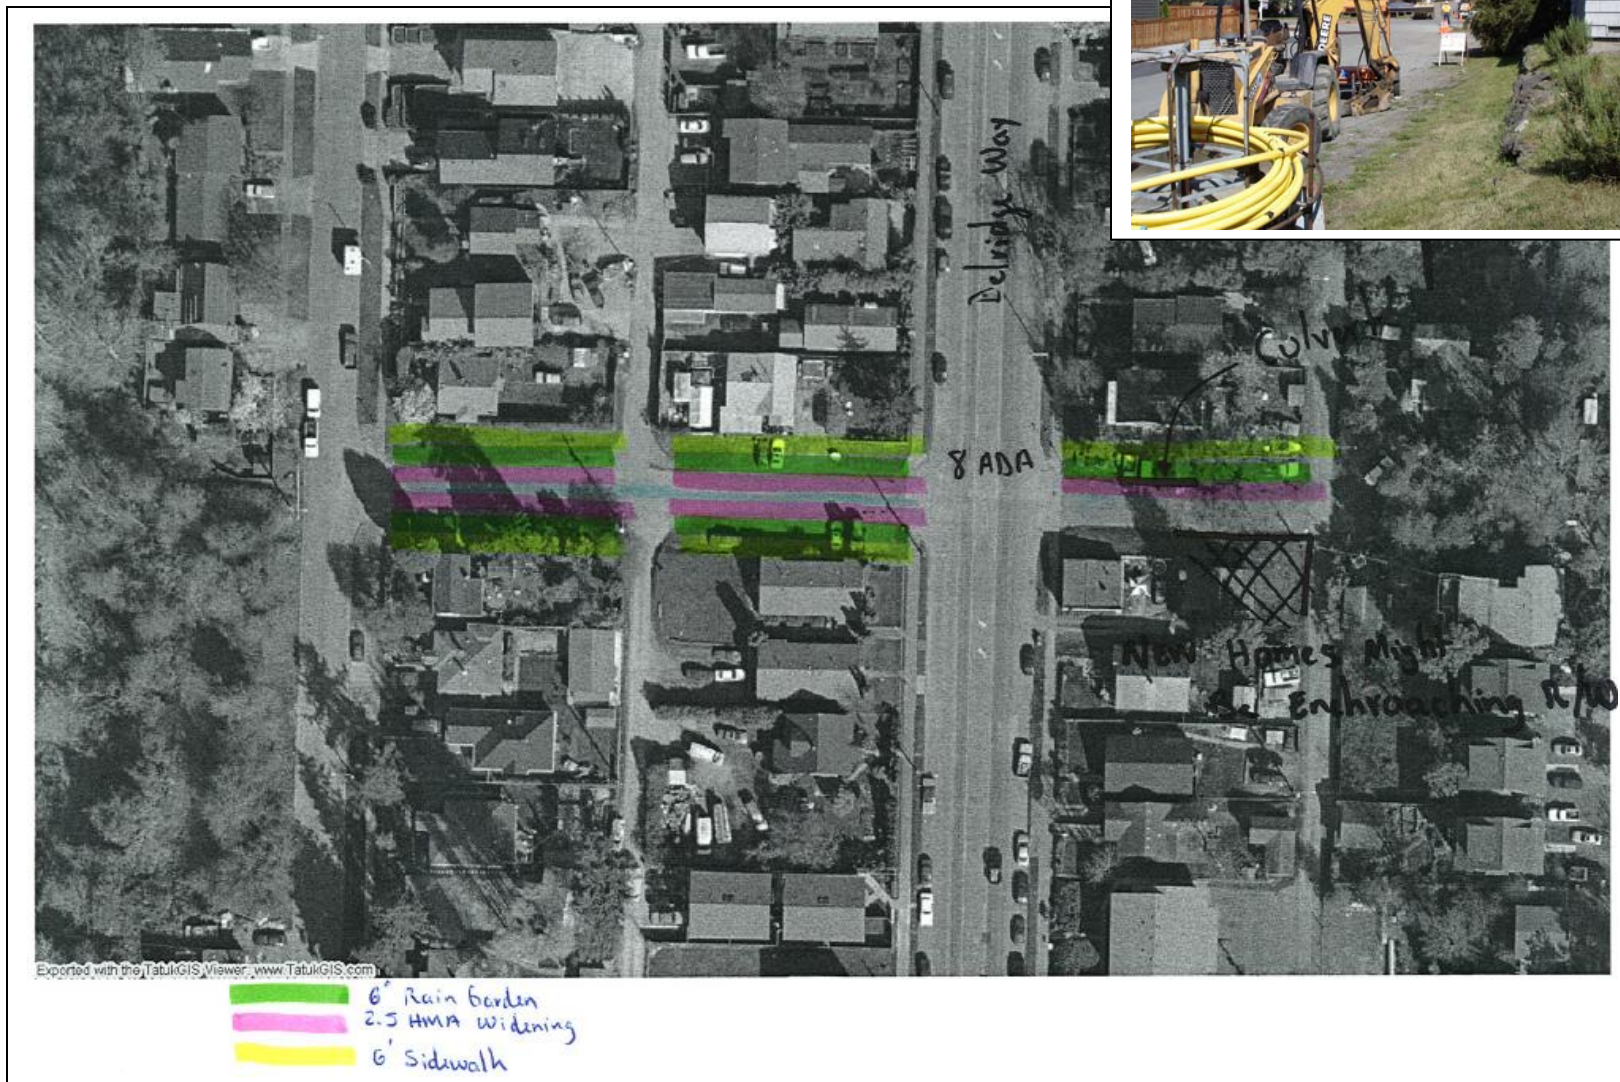 DEERE
Delridge Way
Culvert
8 ADA
New Homes Might
Be Enchroaching R/W
Exported with the TatukGIS Viewer; www.TatukGIS.com
6' Rain Garden
2.5 HMA Widening
6' Sidewalk